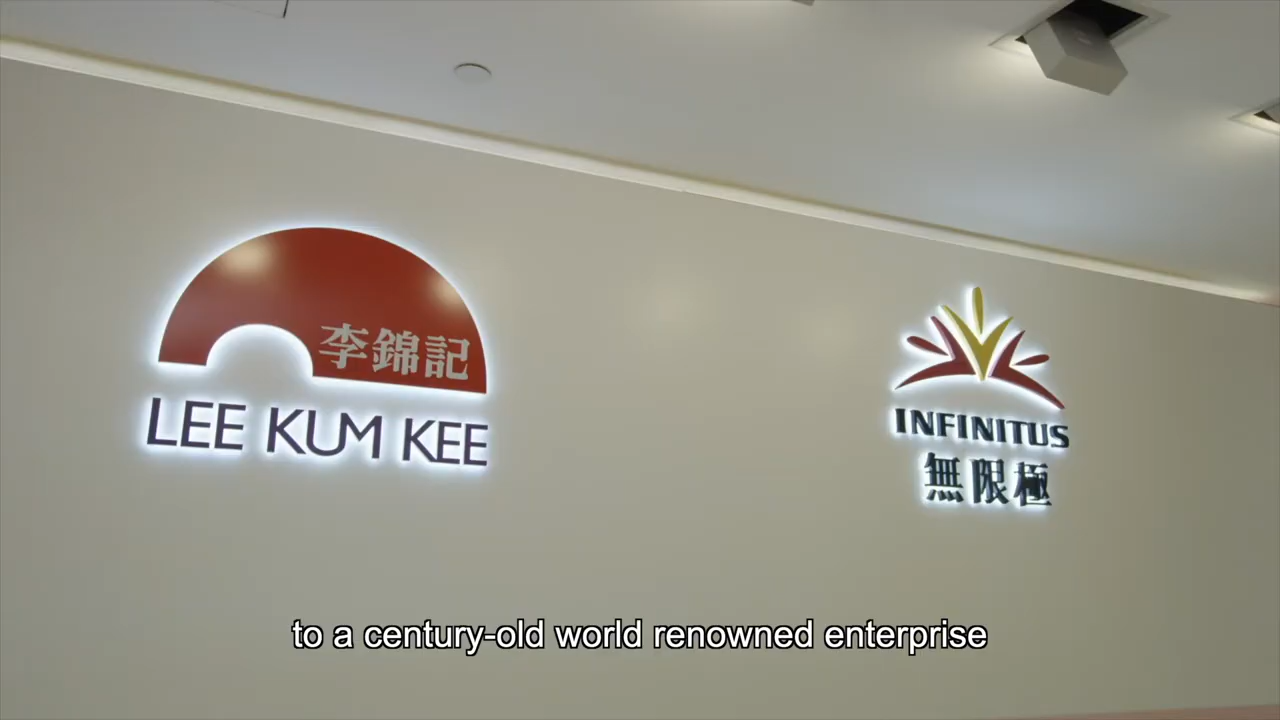 李錦記
LEE KUM KEE
INFINITUS
無限極
to a century-old world renowned enterprise